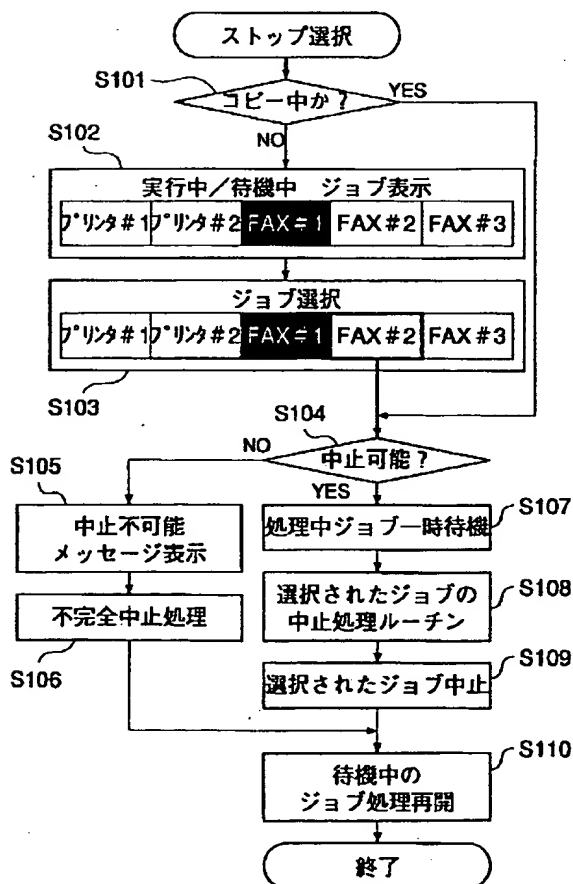 ストップ選択
S101
コピー中か？
YES
NO
S102
実行中／待機中 ジョブ表示
プリンタ＃1 プリンタ＃2 FAX＃1 FAX＃2 FAX＃3
ジョブ選択
プリンタ＃1 プリンタ＃2 FAX＃1 FAX＃2 FAX＃3
S103
S104
中止可能？
NO
YES
S105
中止不可能
メッセージ表示
不完全中止処理
S106
処理中ジョブ一時待機
S107
選択されたジョブの
中止処理ルーチン
S108
選択されたジョブ中止
S109
待機中の
ジョブ処理再開
S110
終了